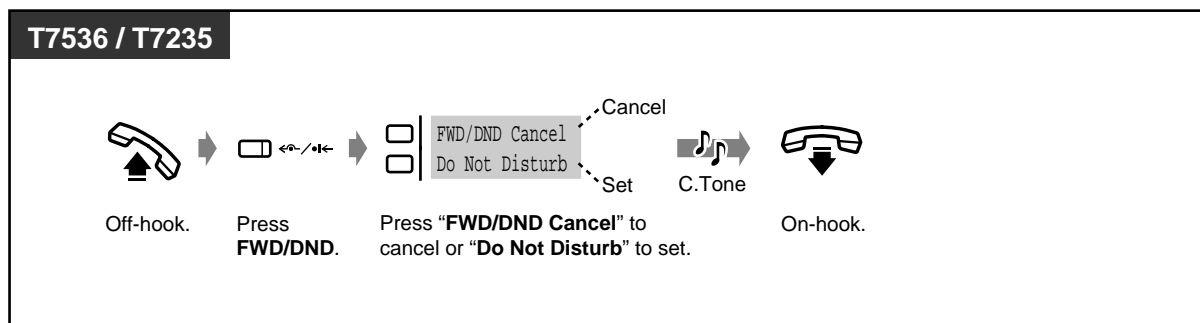 T7536 / T7235
Cancel
FWD/DND Cancel
Do Not Disturb
Set
C.Tone
Off-hook.
Press
FWD/DND.
Press “FWD/DND Cancel” to
cancel or “Do Not Disturb” to set.
On-hook.